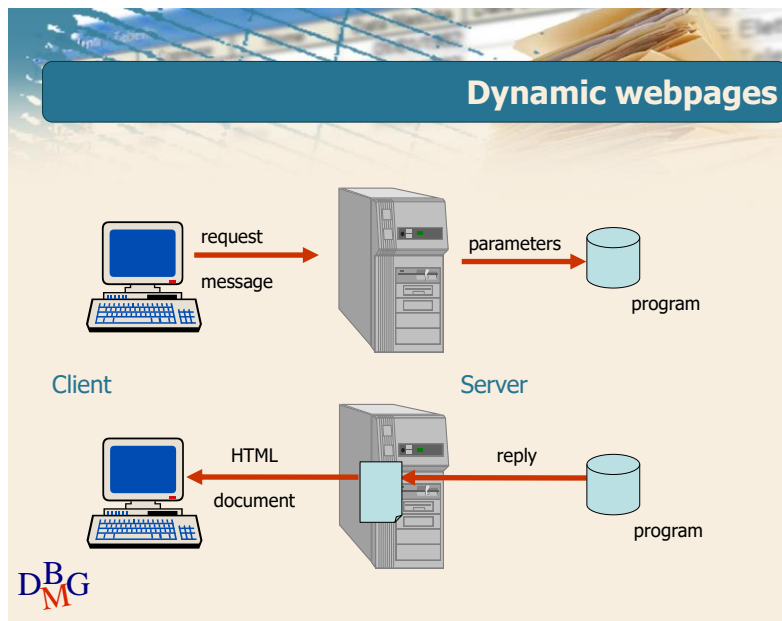 Dynamic webpages
request
message
parameters
program
Client
Server
HTML
document
reply
program
DBMG